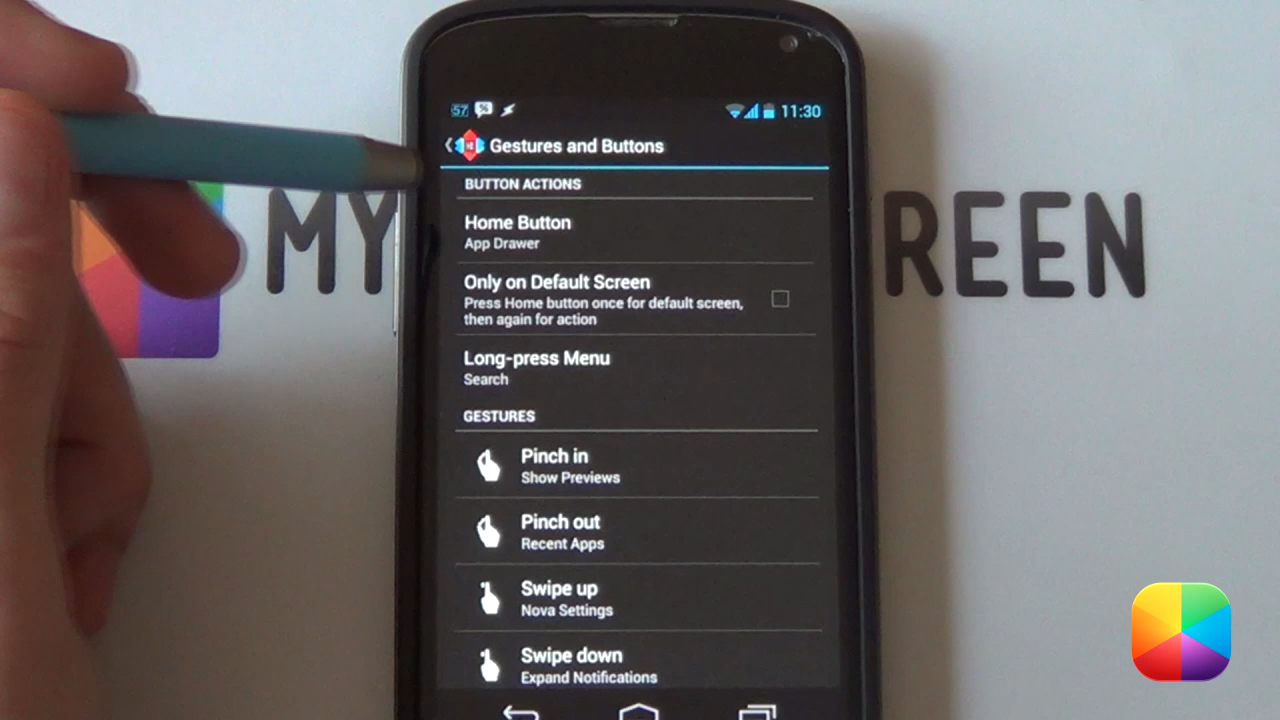 57 % 11:30
Gestures and Buttons
BUTTON ACTIONS
Home Button
App Drawer
MY REEN
Only on Default Screen
Press Home button once for default screen,
then again for action
Long-press Menu
Search
GESTURES
Pinch in
Show Previews
Pinch out
Recent Apps
Swipe up
Nova Settings
Swipe down
Expand Notifications